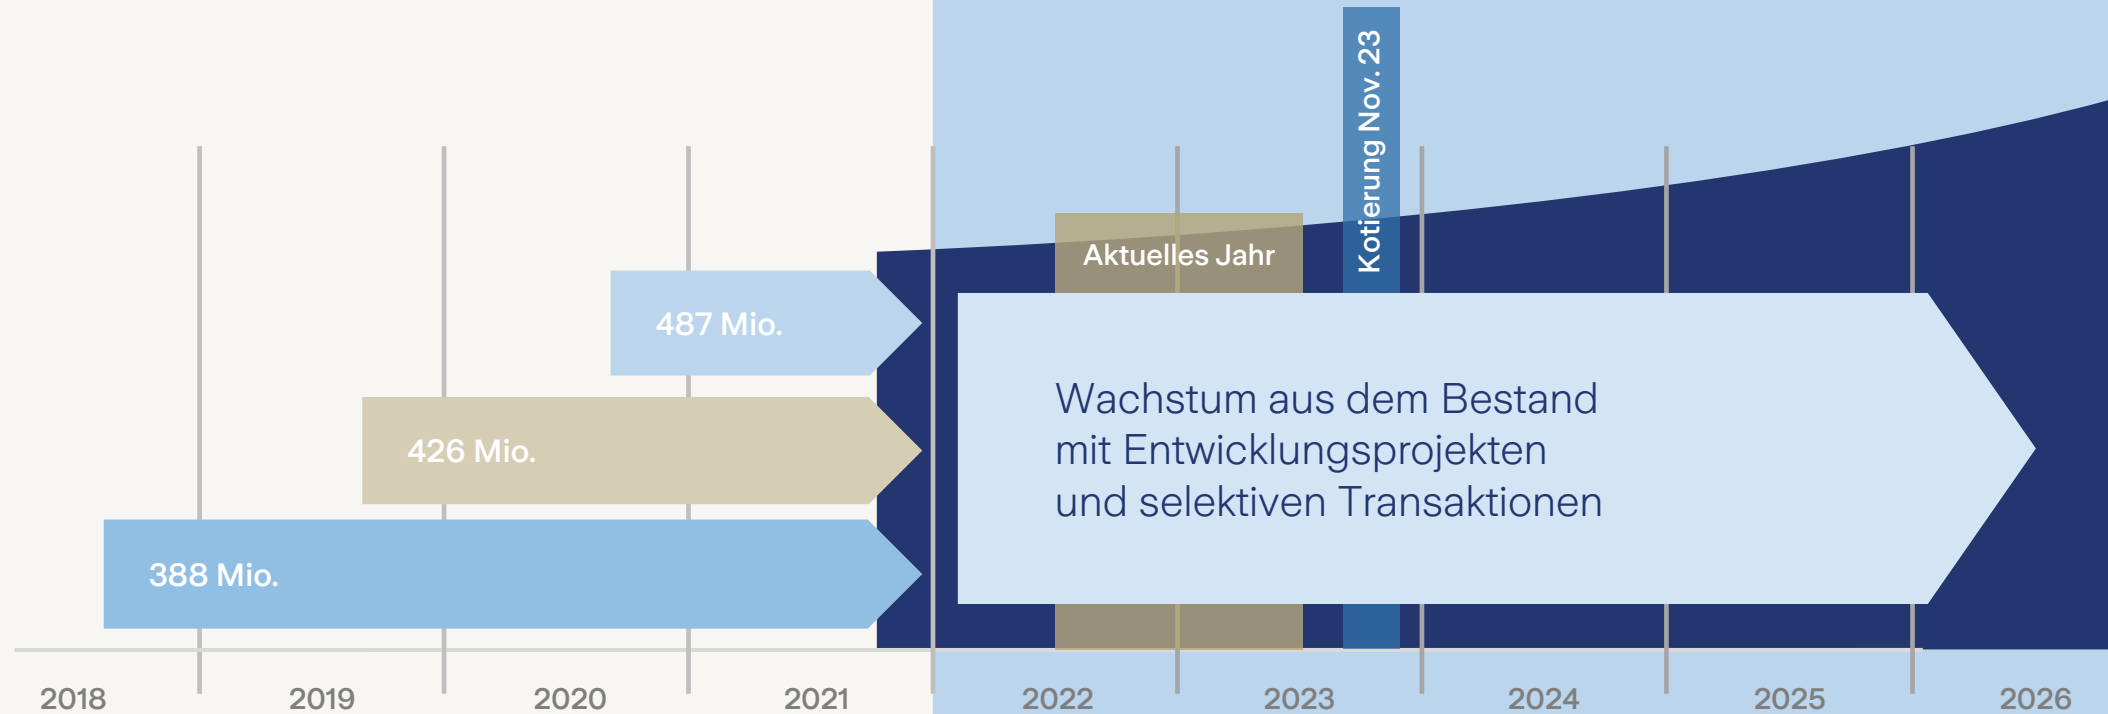 Kotierung Nov. 23
Aktuelles Jahr
487 Mio.
426 Mio.
388 Mio.
Wachstum aus dem Bestand
mit Entwicklungsprojekten
und selektiven Transaktionen
2018 2019 2020 2021 2022 2023 2024 2025 2026